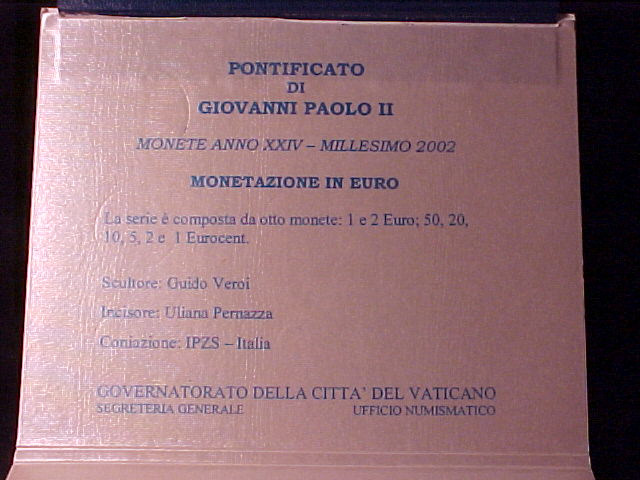 PONTIFICATO
DI
GIOVANNI PAOLO II
MONETE ANNO XXIV – MILLESIMO 2002
MONETAZIONE IN EURO
La serie è composta da otto monete: 1 e 2 Euro; 50, 20,
10, 5, 2 e 1 Eurocent.
Scultore: Guido Veroi
Incisore: Uliana Pernazza
Coniazione: IPZS – Italia
GOVERNATORATO DELLA CITTA' DEL VATICANO
SEGRETERIA GENERALE UFFICIO NUMISMATICO